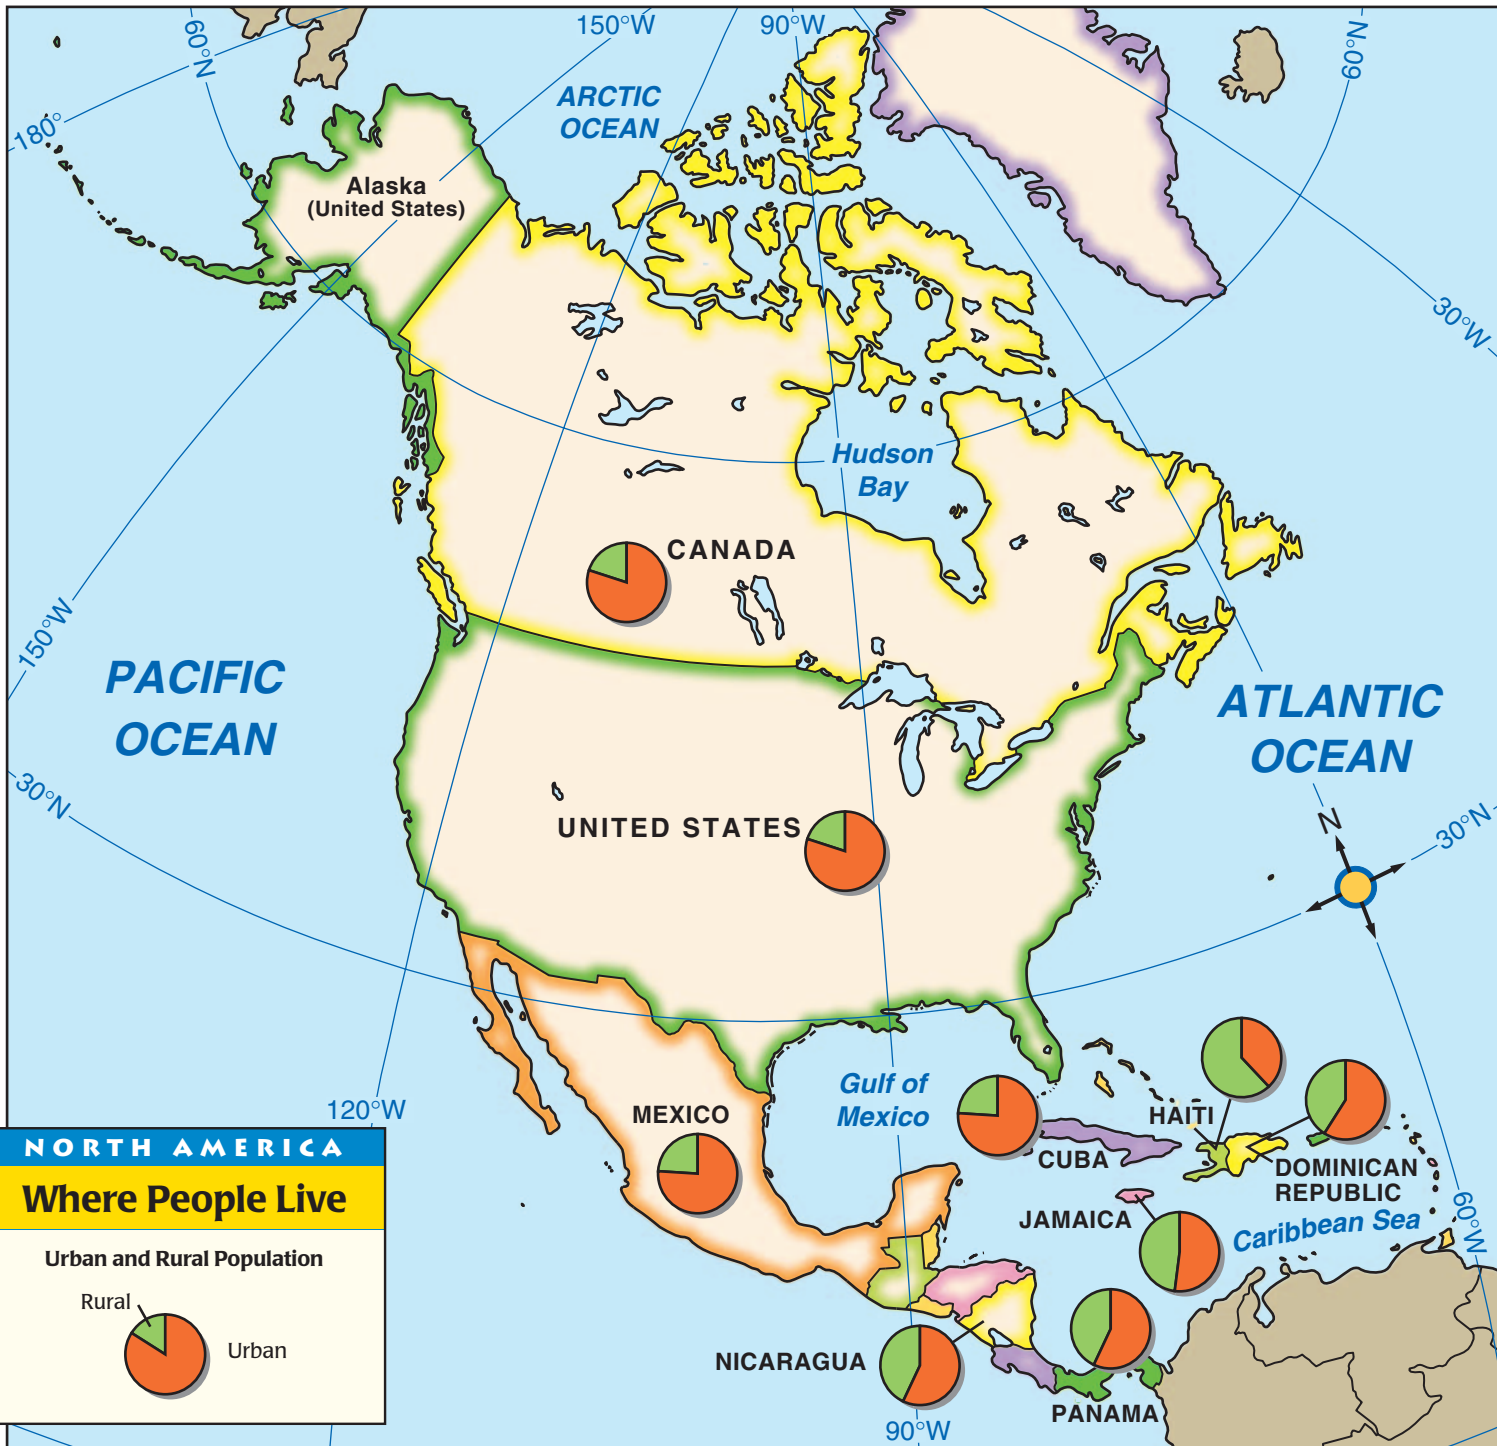 60°N
150°W
90°W
60°N
180°
ARCTIC
OCEAN
Alaska
(United States)
30°W
Hudson
Bay
CANADA
150°W
PACIFIC
OCEAN
ATLANTIC
OCEAN
30°N
UNITED STATES
N
30°N
120°W
Gulf of
Mexico
MEXICO
HAITI
CUBA
DOMINICAN
REPUBLIC
JAMAICA
Caribbean Sea
60°W
NICARAGUA
PANAMA
90°W
NORTH AMERICA
Where People Live
Urban and Rural Population
Rural
Urban